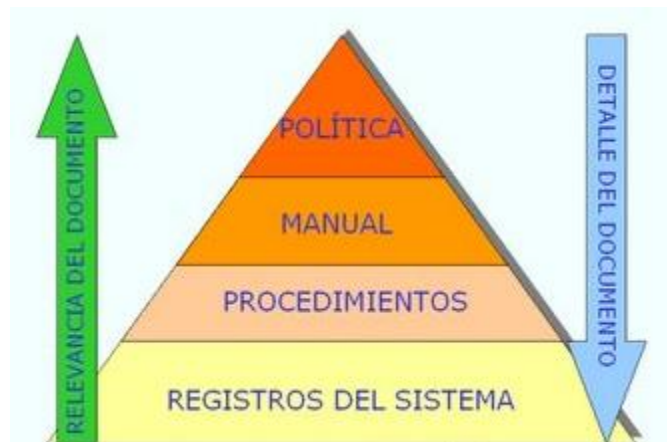 POLÍTICA
MANUAL
PROCEDIMIENTOS
REGISTROS DEL SISTEMA
RELEVANCIA DEL DOCUMENTO
DETALLE DEL DOCUMENTO